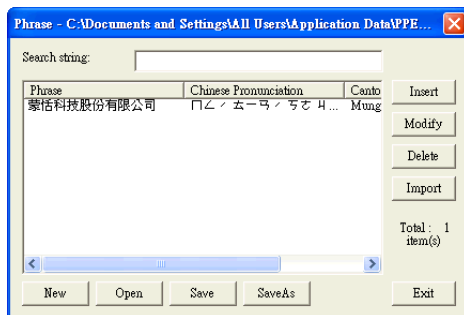 Phrase - C:\Documents and Settings\All Users\Application Data\PPE...
Search string:
Phrase Chinese Pronunciation Canto
蒙恬科技股份有限公司 ㄇㄥˊ ㄊㄧㄢˊ ㄎㄜ ㄐ... Mung
Insert
Modify
Delete
Import
Total : 1
item(s)
New Open Save SaveAs Exit